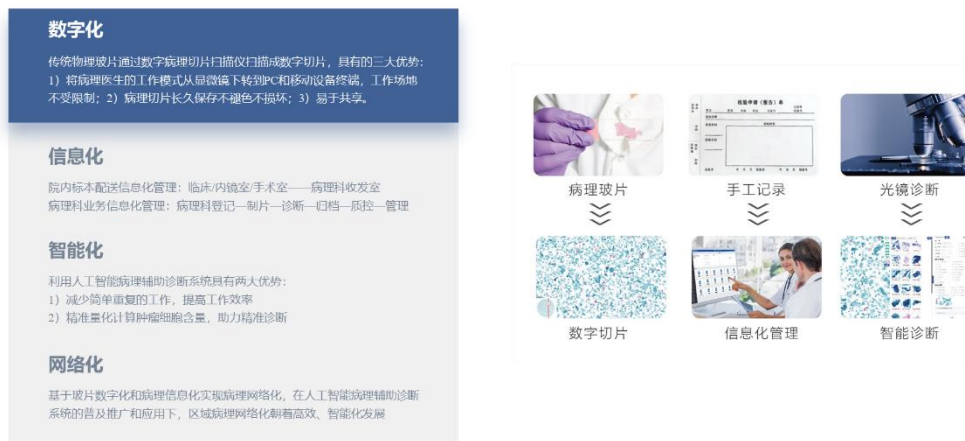 数字化
传统物理玻片通过数字病理切片扫描仪扫描成数字切片，具有的三大优势：
1）将病理医生的工作模式从显微镜下转到PC和移动设备终端，工作场地
不受限制；2）病理切片长久保存不褪色不损坏；3）易于共享。
信息化
院内标本配送信息化管理：临床/内镜室/手术室——病理科收发室
病理科业务信息化管理：病理科登记—制片—诊断—归档—质控—管理
智能化
利用人工智能病理辅助诊断系统具有两大优势：
1）减少简单重复的工作，提高工作效率
2）精准量化计算肿瘤细胞含量，助力精准诊断
网络化
基于玻片数字化和病理信息化实现病理网络化，在人工智能病理辅助诊断
系统的普及推广和应用下，区域病理网络化朝着高效、智能化发展
检验申请（报告）单
病理玻片
手工记录
光镜诊断
数字切片
信息化管理
智能诊断